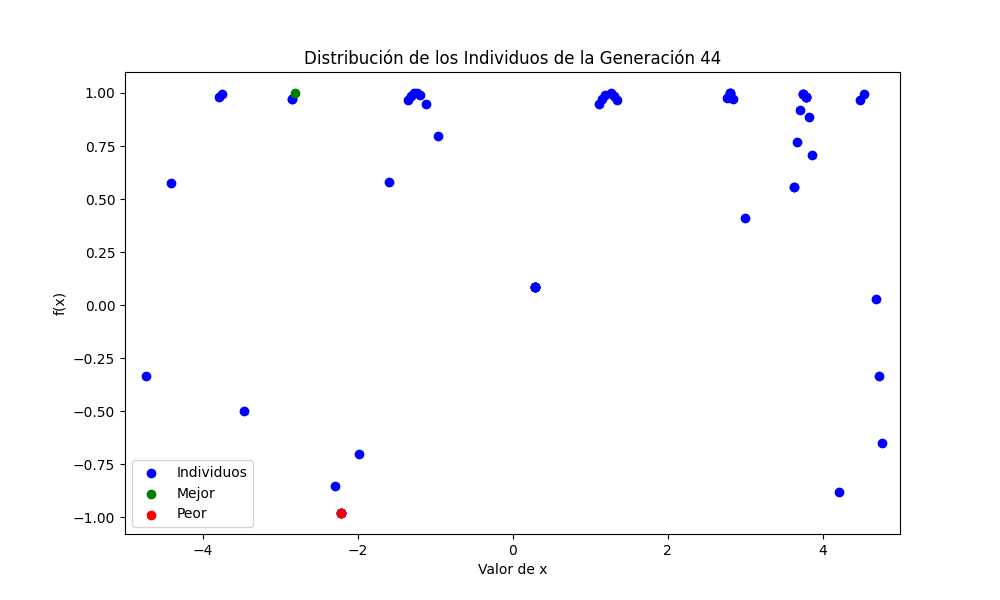 Distribución de los Individuos de la Generación 44
f(x)
1.00
0.75
0.50
0.25
0.00
−0.25
−0.50
−0.75
−1.00
Individuos
Mejor
Peor
−4
−2
0
2
4
Valor de x